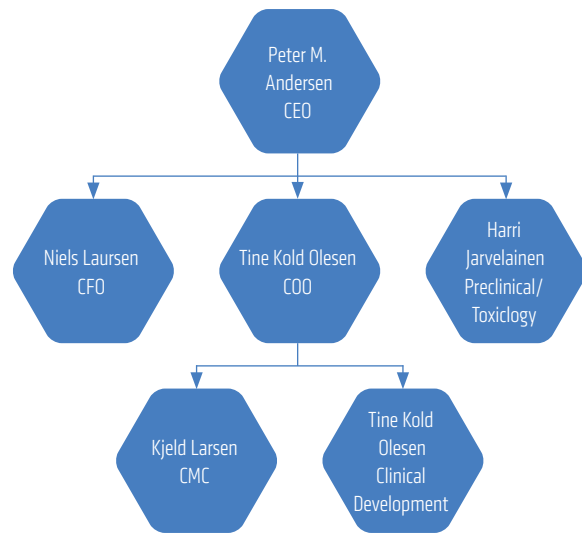 Peter M.
Andersen
CEO
Niels Laursen
CFO
Tine Kold Olesen
COO
Harri
Jarvelainen
Preclinical/
Toxiclogy
Kjeld Larsen
CMC
Tine Kold
Olesen
Clinical
Development